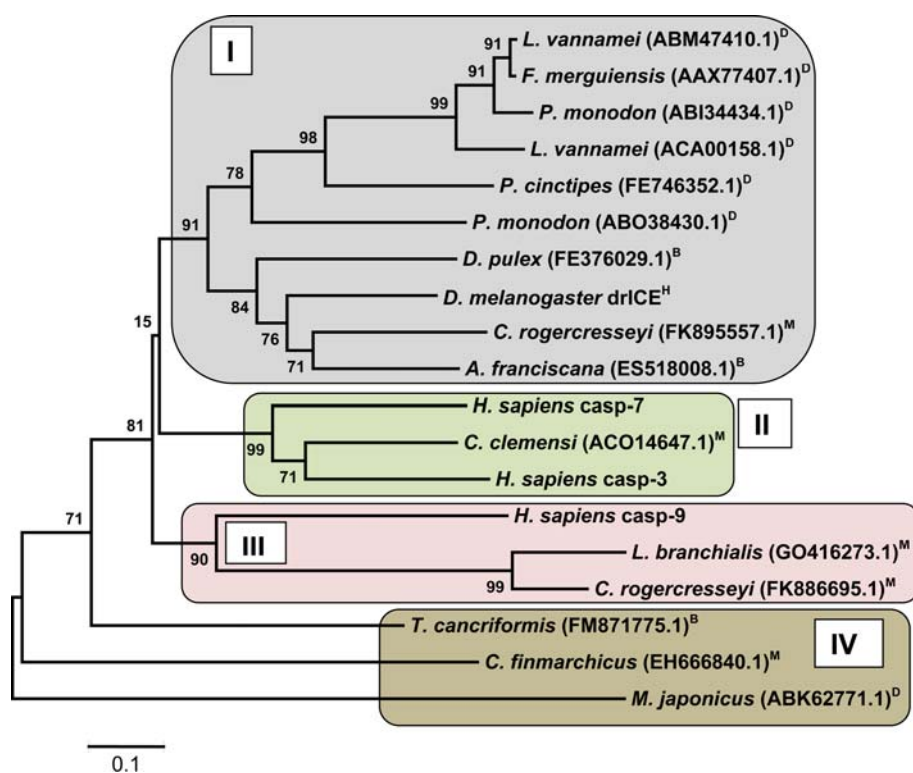 I
91
L. vannamei (ABM47410.1)ᴰ
91
F. merguiensis (AAX77407.1)ᴰ
99
P. monodon (ABI34434.1)ᴰ
98
L. vannamei (ACA00158.1)ᴰ
78
P. cinctipes (FE746352.1)ᴰ
91
P. monodon (ABO38430.1)ᴰ
D. pulex (FE376029.1)ᴮ
84
D. melanogaster drICEᴴ
15
76
C. rogercresseyi (FK895557.1)ᴹ
71
A. franciscana (ES518008.1)ᴮ
H. sapiens casp-7
II
81
99
C. clemensi (ACO14647.1)ᴹ
71
H. sapiens casp-3
71
H. sapiens casp-9
III
90
L. branchialis (GO416273.1)ᴹ
99
C. rogercresseyi (FK886695.1)ᴹ
T. cancriformis (FM871775.1)ᴮ
IV
C. finmarchicus (EH666840.1)ᴹ
M. japonicus (ABK62771.1)ᴰ
0.1